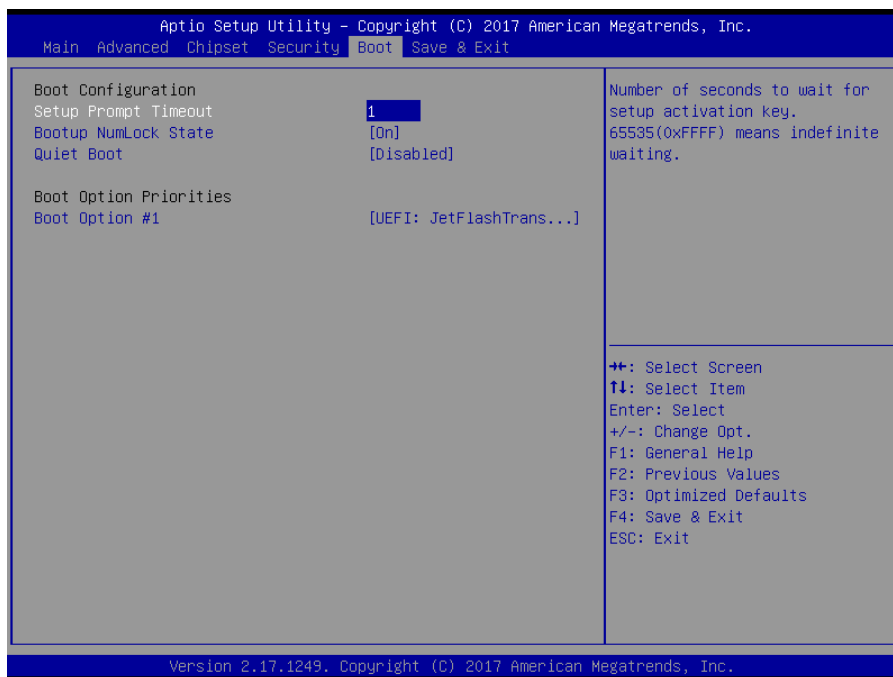 Aptio Setup Utility – Copyright (C) 2017 American Megatrends, Inc.
Main Advanced Chipset Security Boot Save & Exit
Boot Configuration
Setup Prompt Timeout 1
Bootup NumLock State [On]
Quiet Boot [Disabled]
Boot Option Priorities
Boot Option #1 [UEFI: JetFlashTrans...]
Number of seconds to wait for
setup activation key.
65535(0xFFFF) means indefinite
waiting.
→←: Select Screen
↑↓: Select Item
Enter: Select
+/-: Change Opt.
F1: General Help
F2: Previous Values
F3: Optimized Defaults
F4: Save & Exit
ESC: Exit
Version 2.17.1249. Copyright (C) 2017 American Megatrends, Inc.